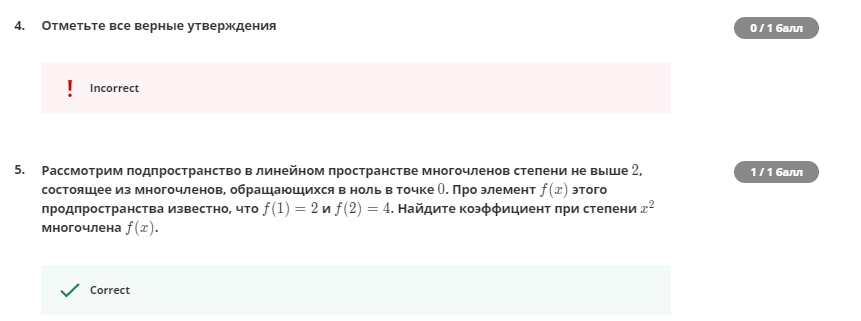 4. Отметьте все верные утверждения
0 / 1 балл
Incorrect
5. Рассмотрим подпространство в линейном пространстве многочленов степени не выше 2,
1 / 1 балл
состоящее из многочленов, обращающихся в ноль в точке 0. Про элемент f(x) этого
продпространства известно, что f(1) = 2 и f(2) = 4. Найдите коэффициент при степени x²
многочлена f(x).
Correct